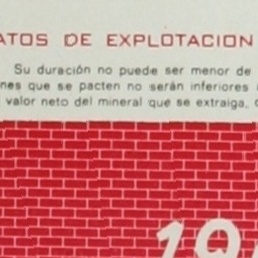 ATOS DE EXPLOTACION
Su duración no puede ser menor de
nes que se pacten no serán inferiores
valor neto del mineral que se extraiga,
19